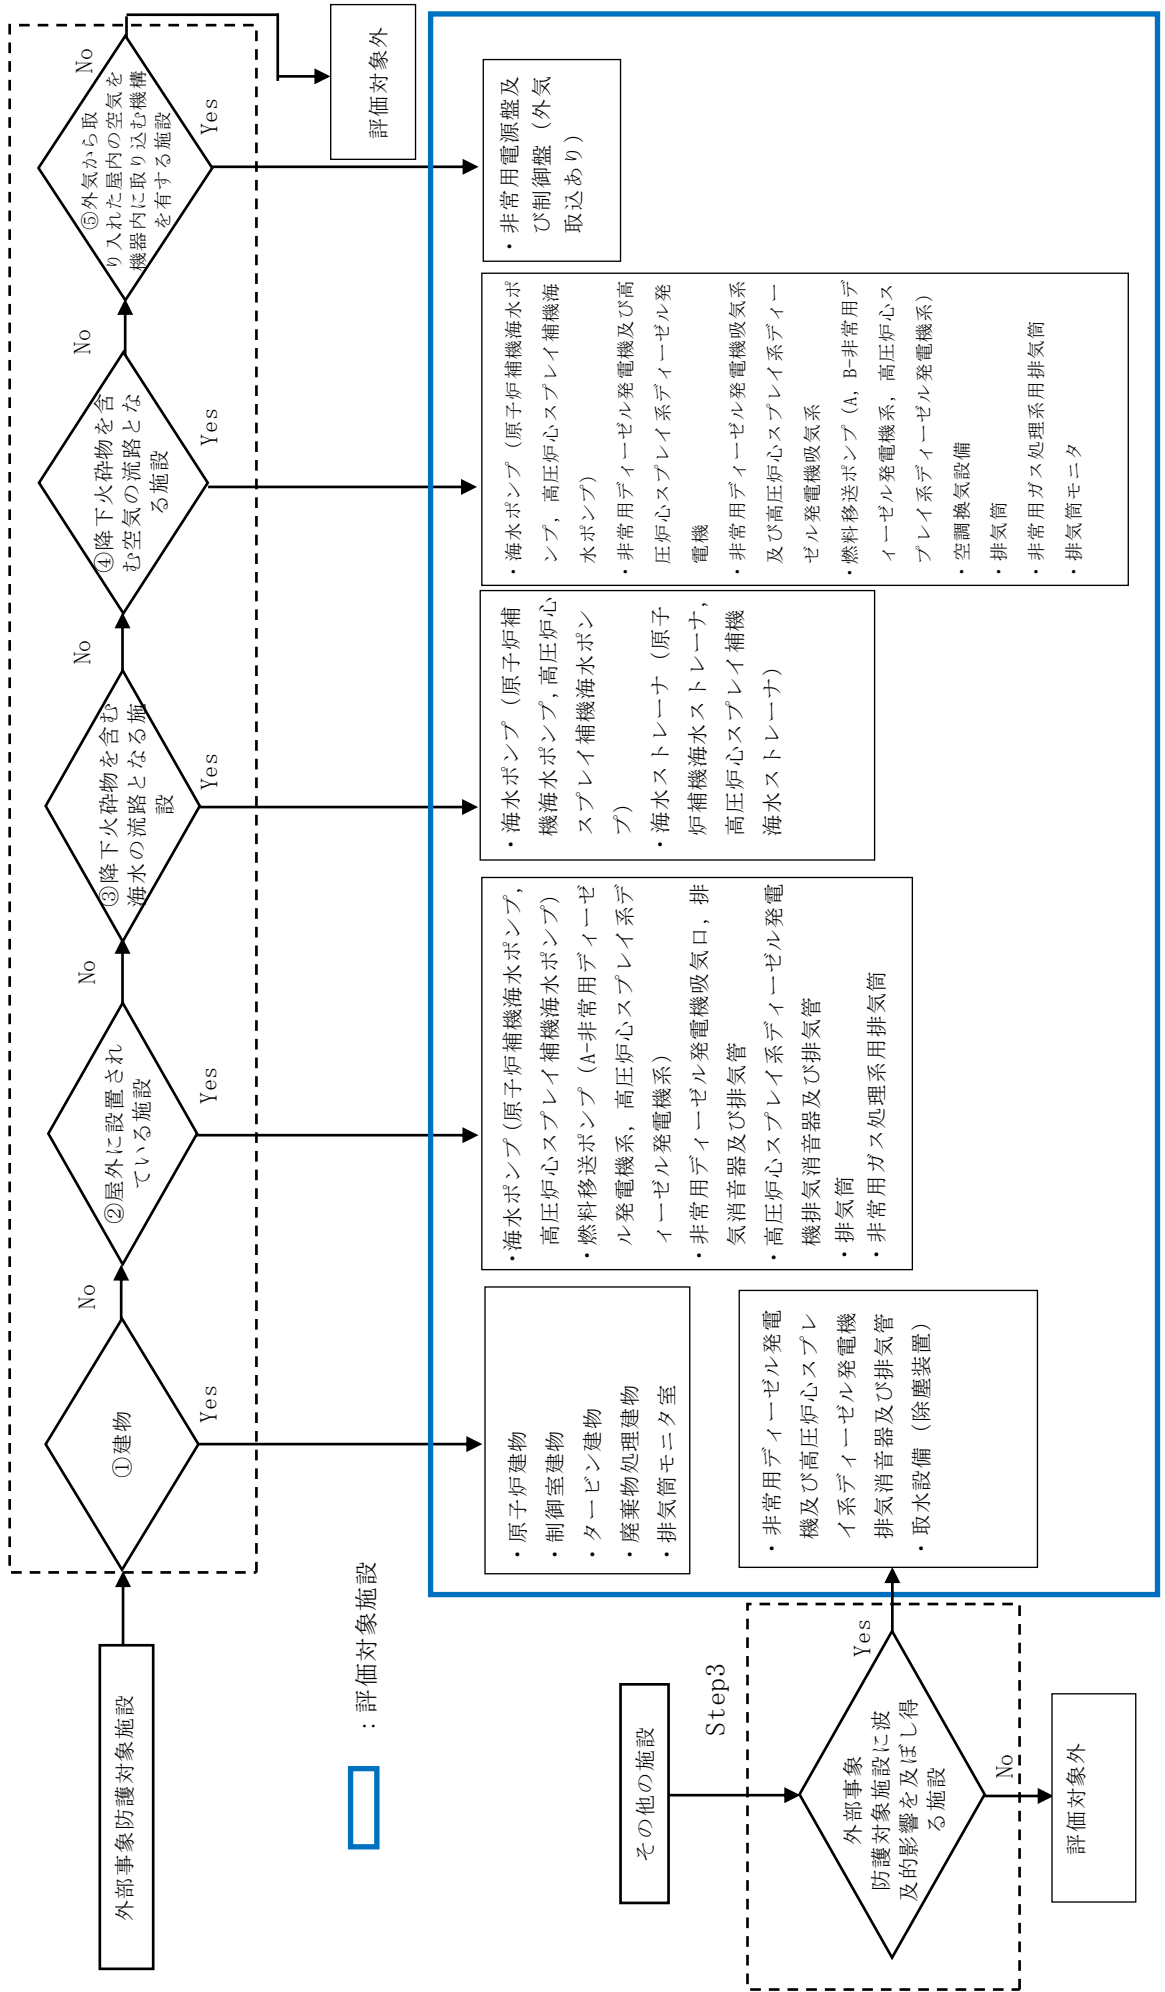 外部事象防護対象施設
①建物
No
Yes
②屋外に設置され
ている施設
No
Yes
③降下火砕物を含む
海水の流路となる施
設
No
Yes
④降下火砕物を含
む空気の流路とな
る施設
No
Yes
⑤外気から取
り入れた屋内の空気を
機器内に取り込む機構
を有する施設
No
Yes
評価対象外
：評価対象施設
・原子炉建物
・制御室建物
・タービン建物
・廃棄物処理建物
・排気筒モニタ室
・海水ポンプ(原子炉補機海水ポンプ,
高圧炉心スプレイ補機海水ポンプ)
・燃料移送ポンプ（A-非常用ディーゼ
ル発電機系，高圧炉心スプレイ系デ
ィーゼル発電機系）
・非常用ディーゼル発電機吸気口，排
気消音器及び排気管
・高圧炉心スプレイ系ディーゼル発電
機排気消音器及び排気管
・排気筒
・非常用ガス処理系用排気筒
・海水ポンプ（原子炉補
機海水ポンプ,高圧炉心
スプレイ補機海水ポン
プ）
・海水ストレーナ（原子
炉補機海水ストレーナ,
高圧炉心スプレイ補機
海水ストレーナ）
・海水ポンプ（原子炉補機海水ポ
ンプ，高圧炉心スプレイ補機海
水ポンプ）
・非常用ディーゼル発電機及び高
圧炉心スプレイ系ディーゼル発
電機
・非常用ディーゼル発電機吸気系
及び高圧炉心スプレイ系ディー
ゼル発電機吸気系
・燃料移送ポンプ（A, B-非常用デ
ィーゼル発電機系，高圧炉心ス
プレイ系ディーゼル発電機系）
・空調換気設備
・排気筒
・非常用ガス処理系用排気筒
・排気筒モニタ
・非常用電源盤及
び制御盤（外気
取込あり）
その他の施設
Step3
外部事象
防護対象施設に波
及的影響を及ぼし得
る施設
Yes
No
評価対象外
・非常用ディーゼル発電
機及び高圧炉心スプレ
イ系ディーゼル発電機
排気消音器及び排気管
・取水設備（除塵装置）